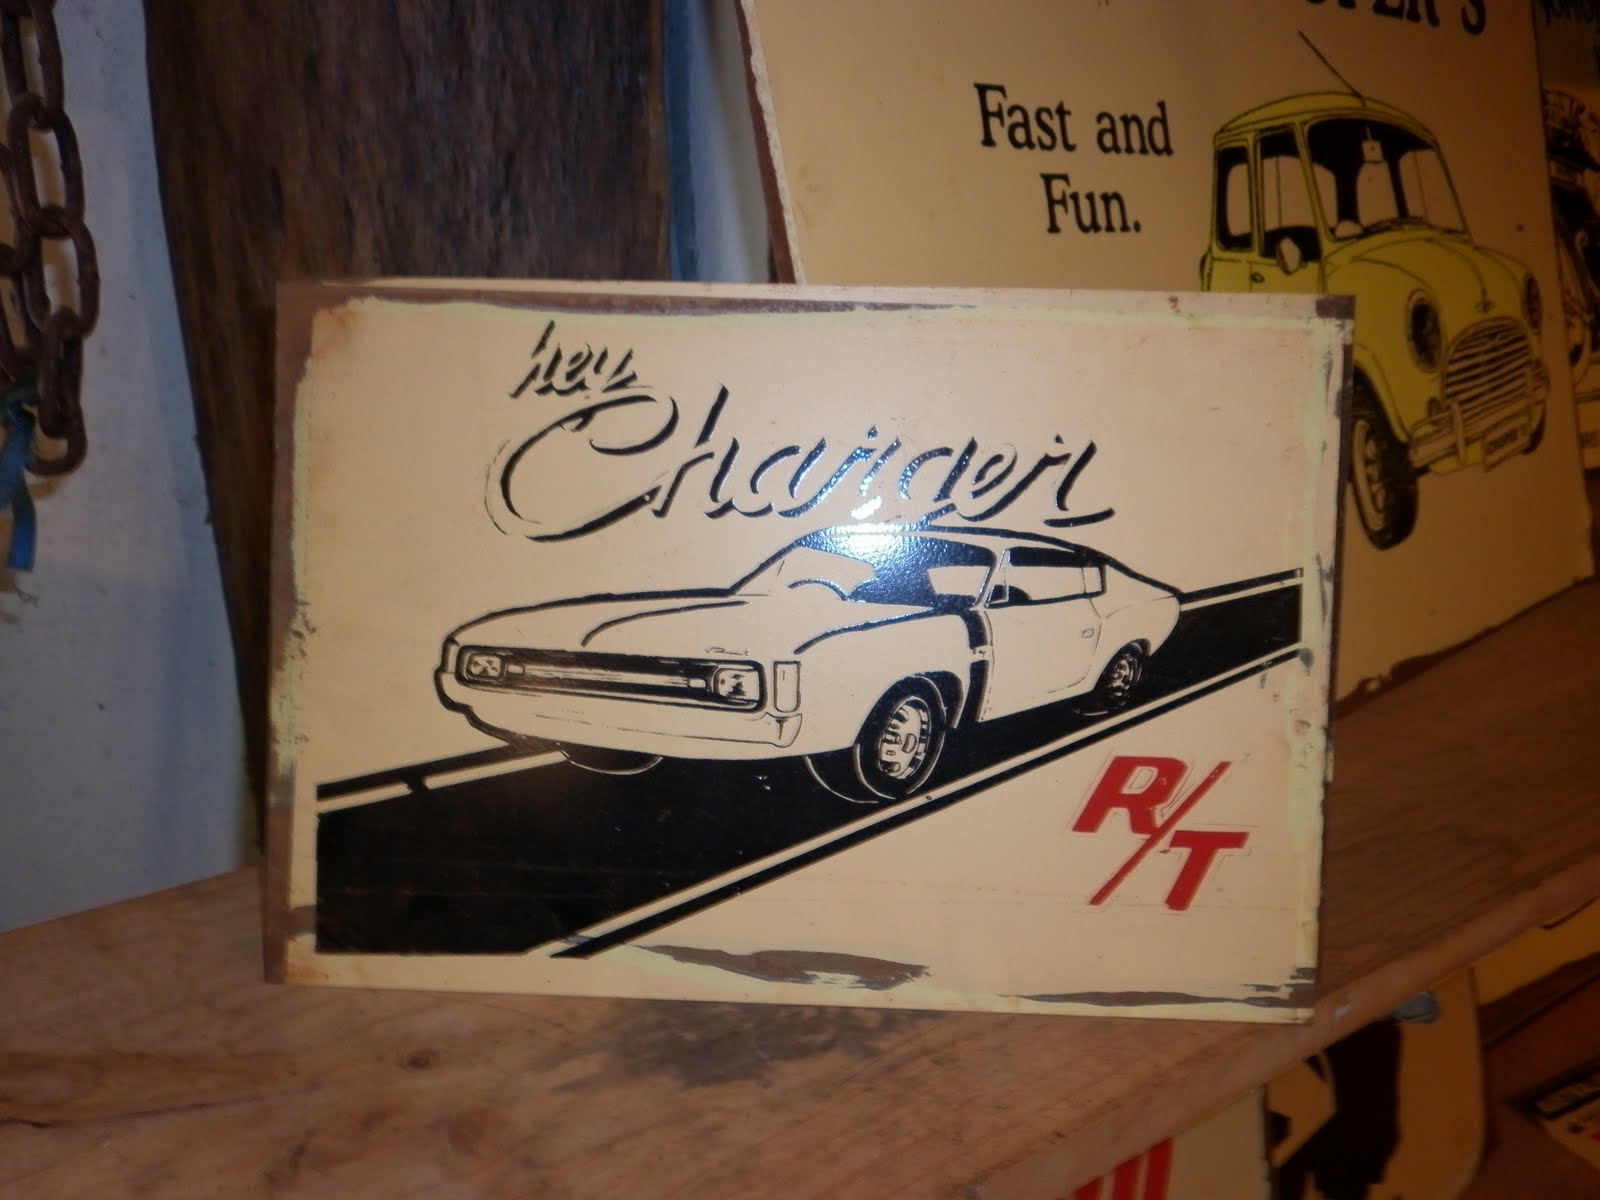 Fast and
Fun.
hey
Charger
R/T